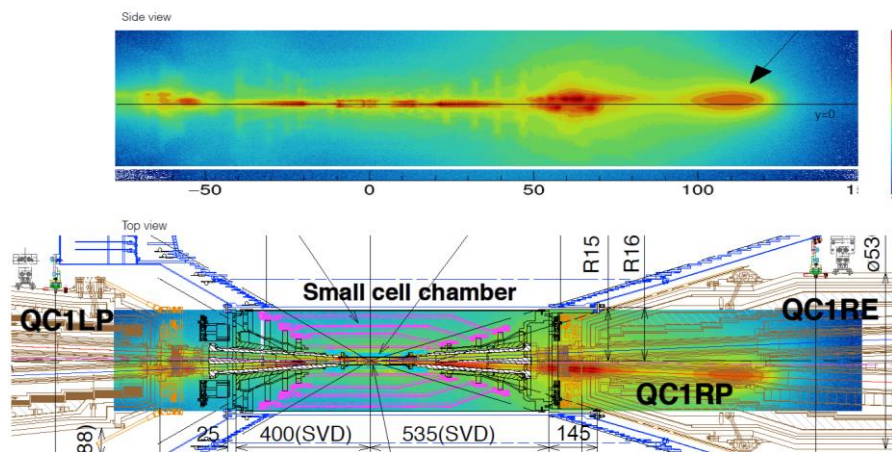 Side view
y=0
−50
0
50
100
Top view
R15
R16
ø53
Small cell chamber
QC1LP
QC1RE
QC1RP
88)
25
400(SVD)
535(SVD)
145